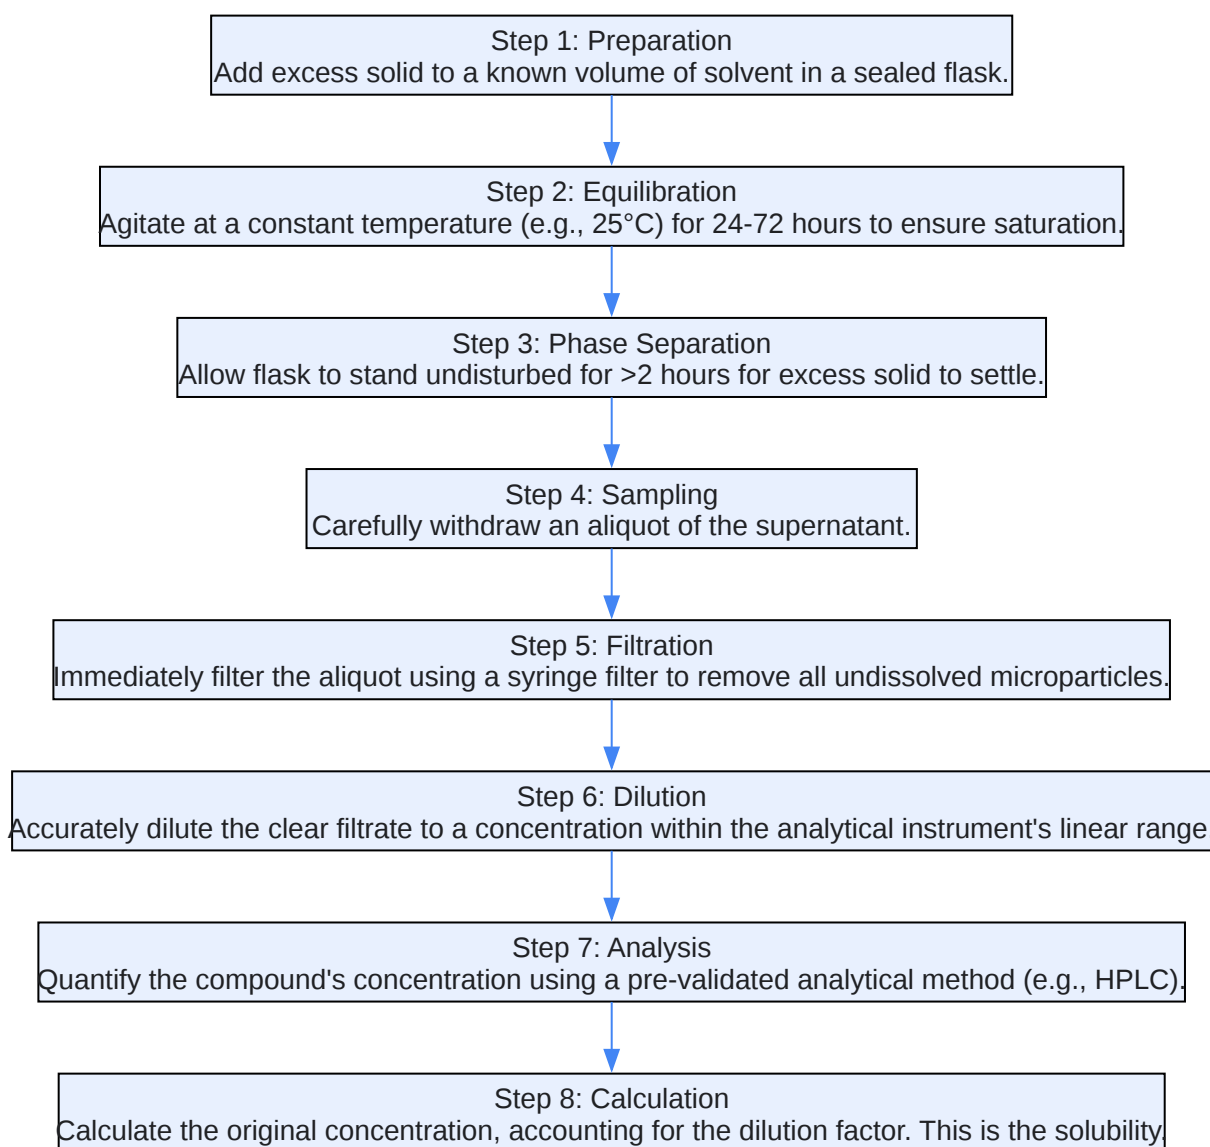 Step 1: Preparation
Add excess solid to a known volume of solvent in a sealed flask.
Step 2: Equilibration
Agitate at a constant temperature (e.g., 25°C) for 24-72 hours to ensure saturation.
Step 3: Phase Separation
Allow flask to stand undisturbed for >2 hours for excess solid to settle.
Step 4: Sampling
Carefully withdraw an aliquot of the supernatant.
Step 5: Filtration
Immediately filter the aliquot using a syringe filter to remove all undissolved microparticles.
Step 6: Dilution
Accurately dilute the clear filtrate to a concentration within the analytical instrument's linear range
Step 7: Analysis
Quantify the compound's concentration using a pre-validated analytical method (e.g., HPLC).
Step 8: Calculation
Calculate the original concentration, accounting for the dilution factor. This is the solubility.